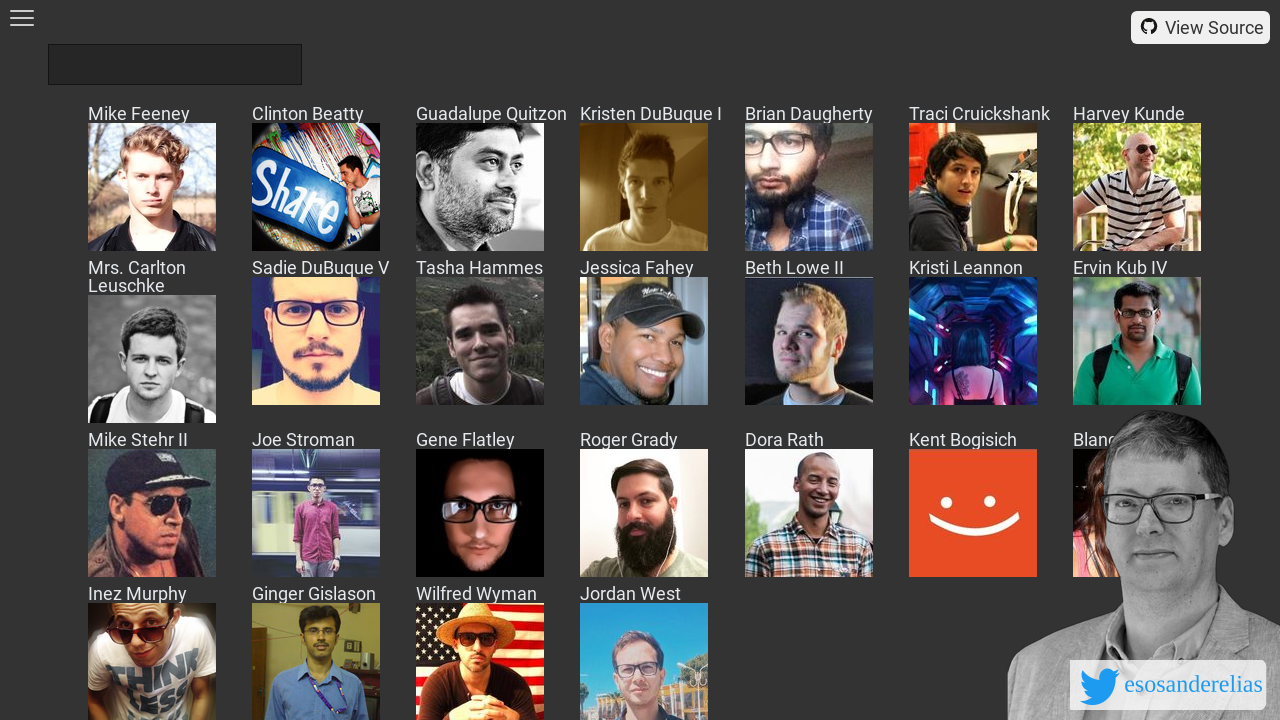 View Source
Mike Feeney
Clinton Beatty
Guadalupe Quitzon
Kristen DuBuque I
Brian Daugherty
Traci Cruickshank
Harvey Kunde
Share
Mrs. Carlton
Leuschke
Sadie DuBuque V
Tasha Hammes
Jessica Fahey
Beth Lowe II
Kristi Leannon
Ervin Kub IV
Mike Stehr II
Joe Stroman
Gene Flatley
Roger Grady
Dora Rath
Kent Bogisich
Inez Murphy
Ginger Gislason
Wilfred Wyman
Jordan West
THINK
LESS
esosanderelias